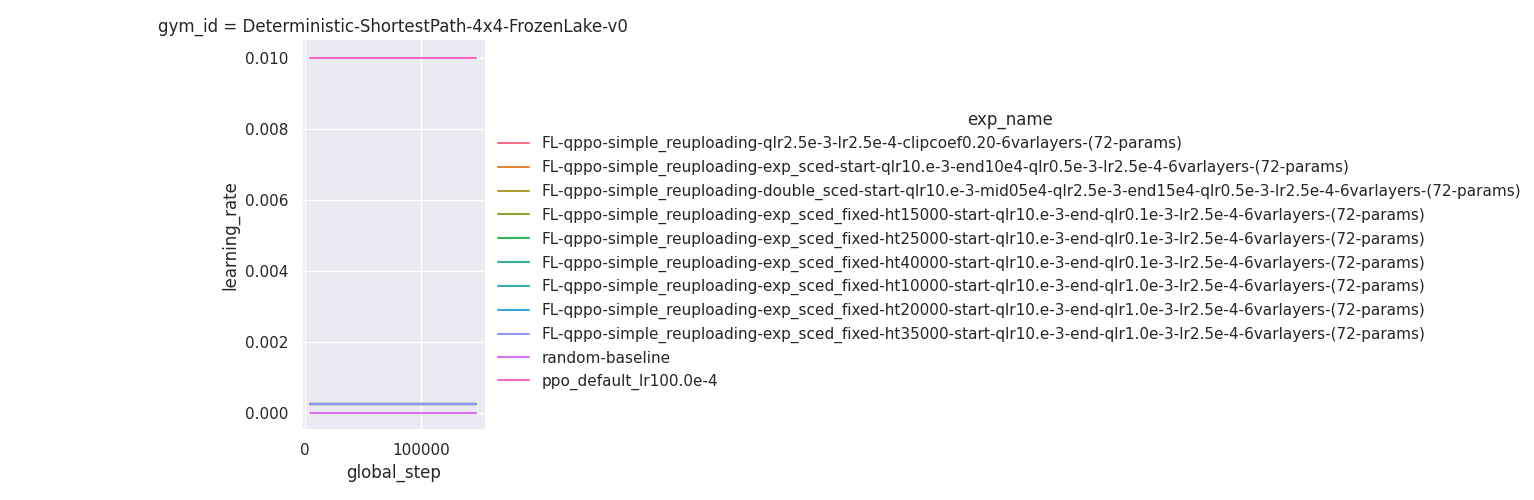 gym_id = Deterministic-ShortestPath-4x4-FrozenLake-v0
0.010
0.008
0.006
0.004
0.002
0.000
learning_rate
0 100000
global_step
exp_name
FL-qppo-simple_reuploading-qlr2.5e-3-lr2.5e-4-clipcoef0.20-6varlayers-(72-params)
FL-qppo-simple_reuploading-exp_sced-start-qlr10.e-3-end10e4-qlr0.5e-3-lr2.5e-4-6varlayers-(72-params)
FL-qppo-simple_reuploading-double_sced-start-qlr10.e-3-mid05e4-qlr2.5e-3-end15e4-qlr0.5e-3-lr2.5e-4-6varlayers-(72-params)
FL-qppo-simple_reuploading-exp_sced_fixed-ht15000-start-qlr10.e-3-end-qlr0.1e-3-lr2.5e-4-6varlayers-(72-params)
FL-qppo-simple_reuploading-exp_sced_fixed-ht25000-start-qlr10.e-3-end-qlr0.1e-3-lr2.5e-4-6varlayers-(72-params)
FL-qppo-simple_reuploading-exp_sced_fixed-ht40000-start-qlr10.e-3-end-qlr0.1e-3-lr2.5e-4-6varlayers-(72-params)
FL-qppo-simple_reuploading-exp_sced_fixed-ht10000-start-qlr10.e-3-end-qlr1.0e-3-lr2.5e-4-6varlayers-(72-params)
FL-qppo-simple_reuploading-exp_sced_fixed-ht20000-start-qlr10.e-3-end-qlr1.0e-3-lr2.5e-4-6varlayers-(72-params)
FL-qppo-simple_reuploading-exp_sced_fixed-ht35000-start-qlr10.e-3-end-qlr1.0e-3-lr2.5e-4-6varlayers-(72-params)
random-baseline
ppo_default_lr100.0e-4